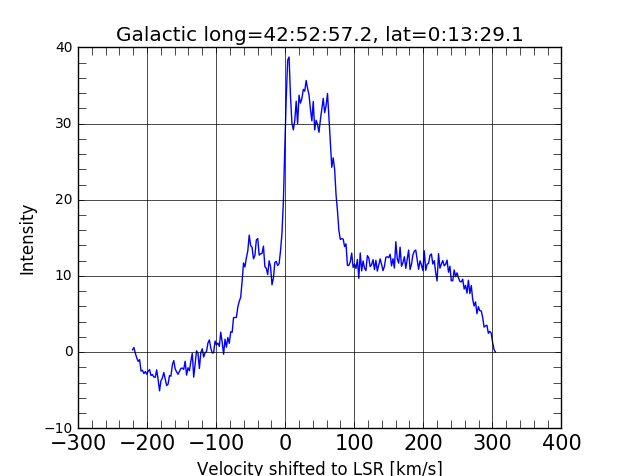 Galactic long=42:52:57.2, lat=0:13:29.1
40
30
20
10
0
−10
Intensity
−300 −200 −100 0 100 200 300 400
Velocity shifted to LSR [km/s]